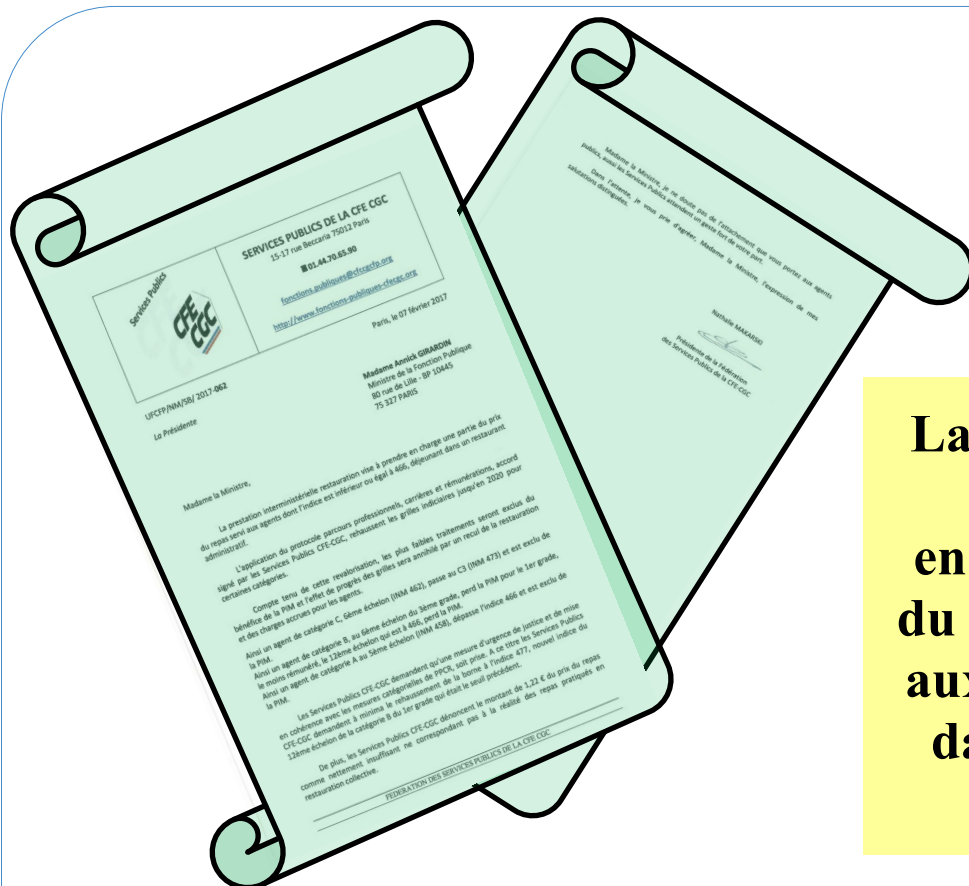 Services Publics
CFE
CGC
SERVICES PUBLICS DE LA CFE CGC
15-17 rue Beccaria 75012 Paris
01.44.70.65.90
fonctions.publiques@cfecgcfp.org
http://www.fonctions-publiques-cfecgc.org
Paris, le 07 février 2017
Madame Annick GIRARDIN
Ministre de la Fonction Publique
80 rue de Lille - BP 10445
75 327 PARIS
UFCFP/NM/SB/ 2017-062
La Présidente
Madame la Ministre,
La prestation interministérielle restauration vise à prendre en charge une partie du prix
du repas servi aux agents dont l'indice est inférieur ou égal à 466, déjeunant dans un restaurant
administratif.
L'application du protocole parcours professionnels, carrières et rémunérations, accord
signé par les Services Publics CFE-CGC, rehaussent les grilles indiciaires jusqu'en 2020 pour
certaines catégories.
Compte tenu de cette revalorisation, les plus faibles traitements seront exclus du
bénéfice de la PIM et l'effet de progrès des grilles sera annihilé par un recul de la restauration
et des charges accrues pour les agents.
Ainsi un agent de catégorie C, 6ème échelon (INM 462), passe au C3 (INM 473) et est exclu de
la PIM.
Ainsi un agent de catégorie B, au 6ème échelon du 3ème grade, perd la PIM pour le 1er grade,
le moins rémunéré, le 12ème échelon qui est à 466, perd la PIM.
Ainsi un agent de catégorie A au 5ème échelon (INM 458), dépasse l'indice 466 et est exclu de
la PIM.
Les Services Publics CFE-CGC demandent qu'une mesure d'urgence de justice et de mise
en cohérence avec les mesures catégorielles de PPCR, soit prise. A ce titre les Services Publics
CFE-CGC demandent à minima le rehaussement de la borne à l'indice 477, nouvel indice du
12ème échelon de la catégorie B du 1er grade qui était le seuil précédent.
De plus, les Services Publics CFE-CGC dénoncent le montant de 1,22 € du prix du repas
comme nettement insuffisant ne correspondant pas à la réalité des repas pratiqués en
restauration collective.
FEDERATION DES SERVICES PUBLICS DE LA CFE CGC
Madame la Ministre, je ne doute pas de l'attachement que vous portez aux agents
publics, aussi les Services Publics attendent un geste fort de votre part.
Dans l'attente, je vous prie d'agréer, Madame la Ministre, l'expression de mes
salutations distinguées.
Nathalie MAKARSKI
Présidente de la Fédération
des Services Publics de la CFE-CGC
La
en
du
aux
da